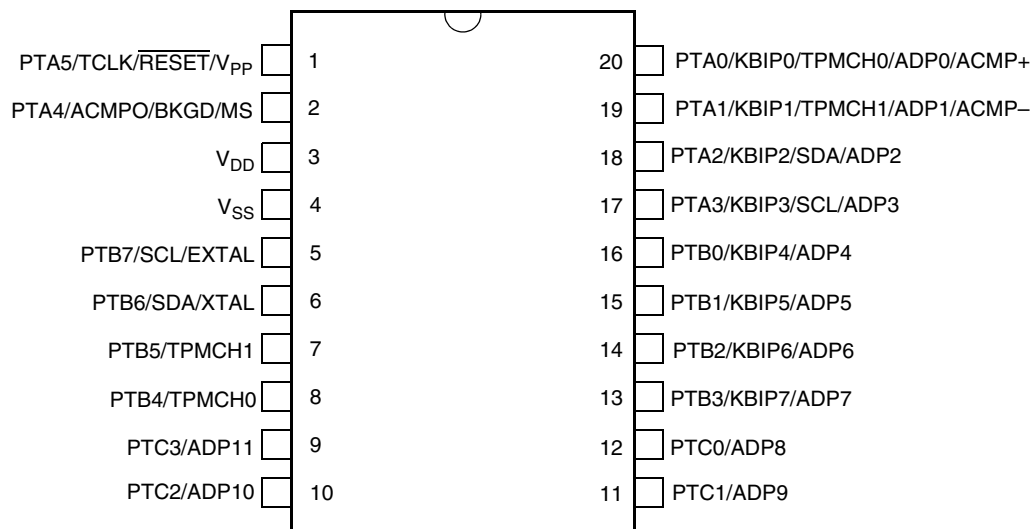 PTA5/TCLK/RESET/VPP 1 20 PTA0/KBIP0/TPMCH0/ADP0/ACMP+
PTA4/ACMPO/BKGD/MS 2 19 PTA1/KBIP1/TPMCH1/ADP1/ACMP–
VDD 3 18 PTA2/KBIP2/SDA/ADP2
VSS 4 17 PTA3/KBIP3/SCL/ADP3
PTB7/SCL/EXTAL 5 16 PTB0/KBIP4/ADP4
PTB6/SDA/XTAL 6 15 PTB1/KBIP5/ADP5
PTB5/TPMCH1 7 14 PTB2/KBIP6/ADP6
PTB4/TPMCH0 8 13 PTB3/KBIP7/ADP7
PTC3/ADP11 9 12 PTC0/ADP8
PTC2/ADP10 10 11 PTC1/ADP9